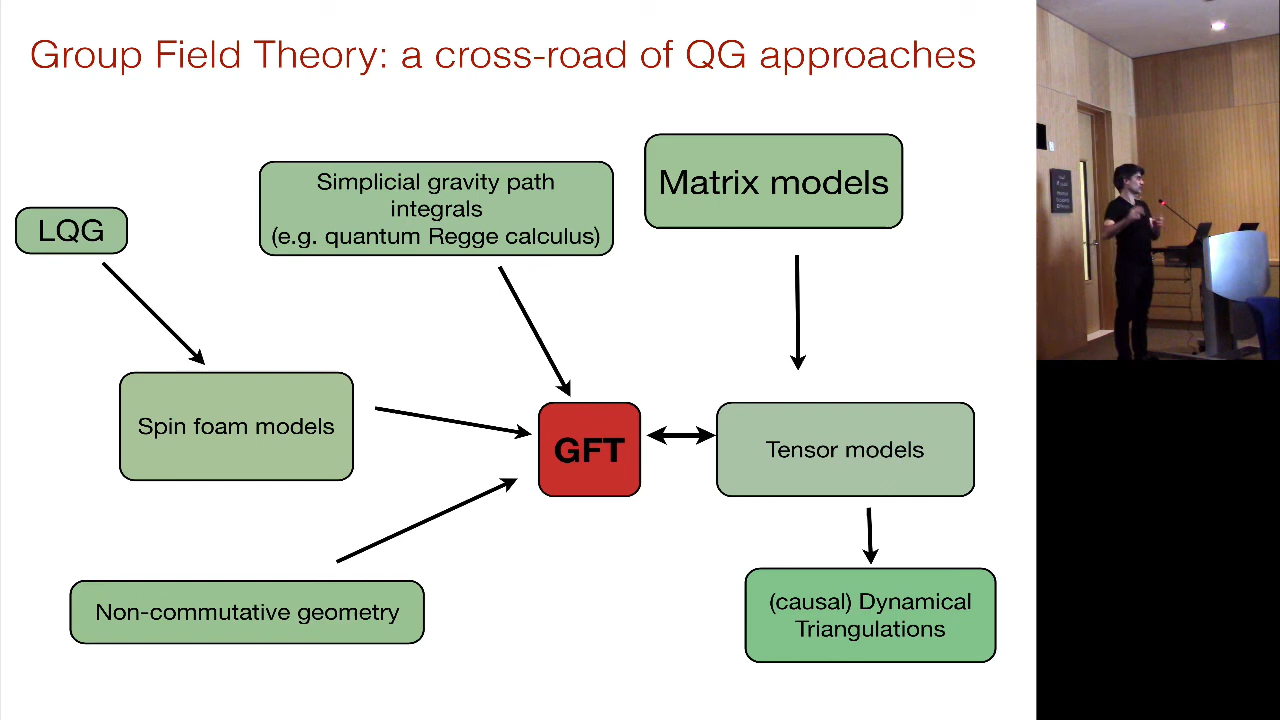 Group Field Theory: a cross-road of QG approaches
Matrix models
Simplicial gravity path
integrals
(e.g. quantum Regge calculus)
LQG
Spin foam models
GFT
Tensor models
Non-commutative geometry
(causal) Dynamical
Triangulations